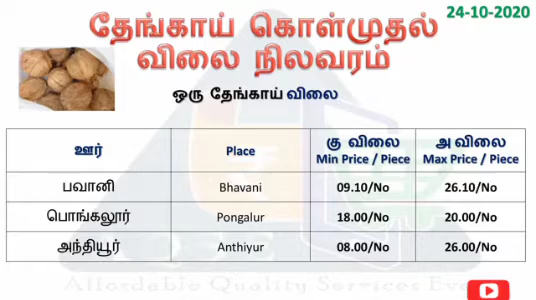 24-10-2020
தேங்காய் கொள்முதல்
விலை நிலவரம்
ஒரு தேங்காய் விலை
ஊர் Place கு விலை Min Price / Piece அ விலை Max Price / Piece
பவானி Bhavani 09.10/No 26.10/No
பொங்கலூர் Pongalur 18.00/No 20.00/No
அந்தியூர் Anthiyur 08.00/No 26.00/No
Affordable Quality Services Eve